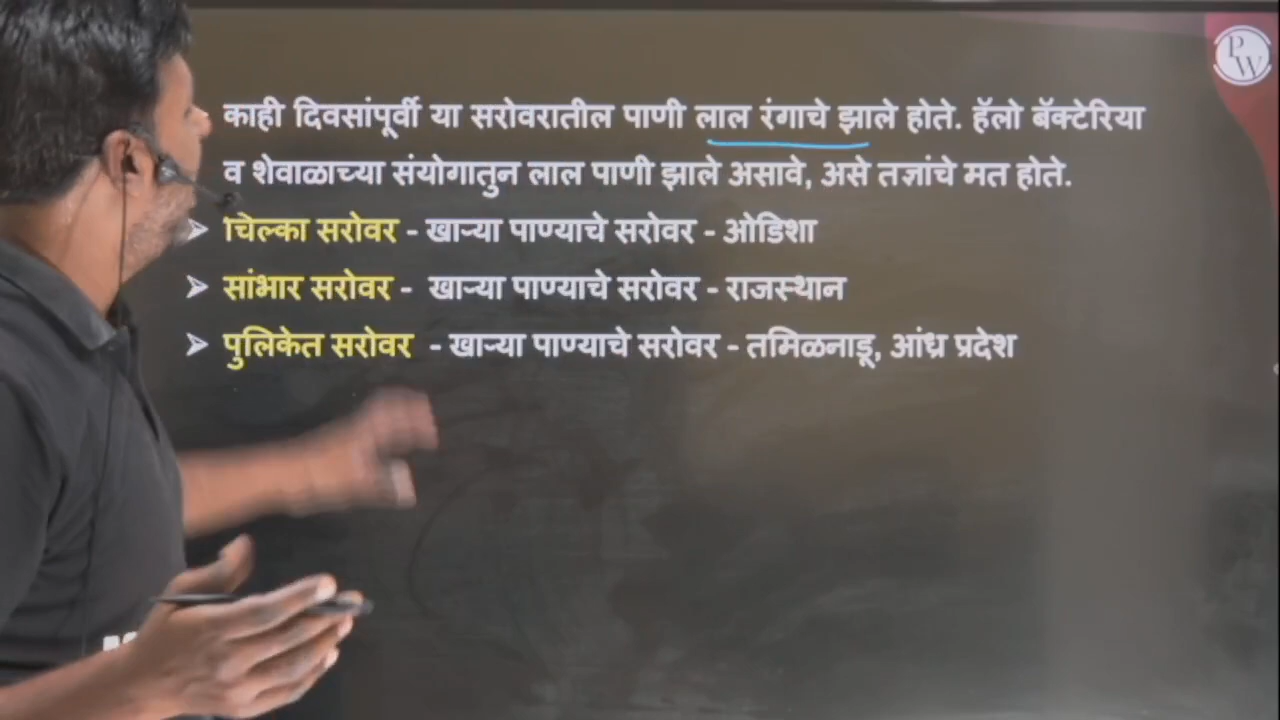 PW
काही दिवसांपूर्वी या सरोवरातील पाणी लाल रंगाचे झाले होते. हॅलो बॅक्टेरिया
व शेवाळाच्या संयोगातुन लाल पाणी झाले असावे, असे तज्ञांचे मत होते.
➢ चिल्का सरोवर - खाऱ्या पाण्याचे सरोवर - ओडिशा
➢ सांभार सरोवर - खाऱ्या पाण्याचे सरोवर - राजस्थान
➢ पुलिकेत सरोवर - खाऱ्या पाण्याचे सरोवर - तमिळनाडू, आंध्र प्रदेश